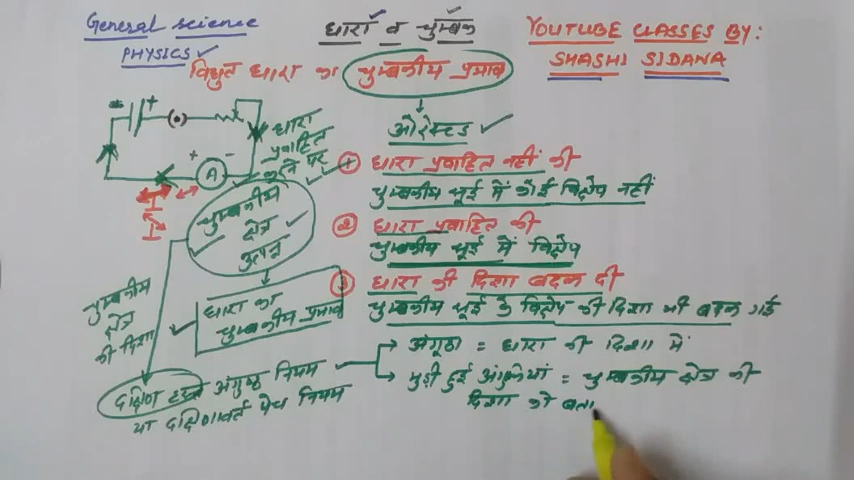 General science
PHYSICS
धारा व चुम्बक
YOUTUBE CLASSES BY:
SHASHI SIDANA
विद्युत धारा का चुम्बकीय प्रभाव
ओरेस्टड
- +
+ -
A
I
I
धारा
प्रवाहित
करने पर
चुम्बकीय
क्षेत्र
उत्पन्न
धारा का
चुम्बकीय प्रभाव
चुम्बकीय
क्षेत्र
की दिशा
1 धारा प्रवाहित नहीं की
चुम्बकीय सूई में कोई विक्षेप नहीं
2 धारा प्रवाहित की
चुम्बकीय सूई में विक्षेप
3 धारा की दिशा बदल दी
चुम्बकीय सूई के विक्षेप की दिशा भी बदल गई
दक्षिण हस्त अंगुष्ठ नियम
या दक्षिणावर्त पेच नियम
अंगूठा = धारा की दिशा में
मुड़ी हुई अंगुलियां = चुम्बकीय क्षेत्र की
दिशा को बता